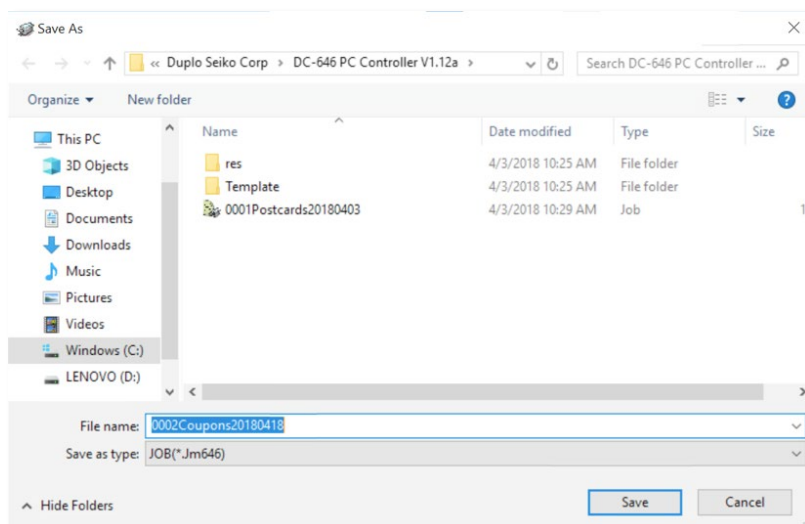 Save As
« Duplo Seiko Corp > DC-646 PC Controller V1.12a >
Search DC-646 PC Controller ...
Organize
New folder
?
Name Date modified Type Size
This PC
3D Objects
Desktop
Documents
Downloads
Music
Pictures
Videos
Windows (C:)
LENOVO (D:)
res 4/3/2018 10:25 AM File folder
Template 4/3/2018 10:25 AM File folder
0001Postcards20180403 4/3/2018 10:29 AM Job 1
File name: 0002Coupons20180418
Save as type: JOB(*.Jm646)
Hide Folders
Save
Cancel